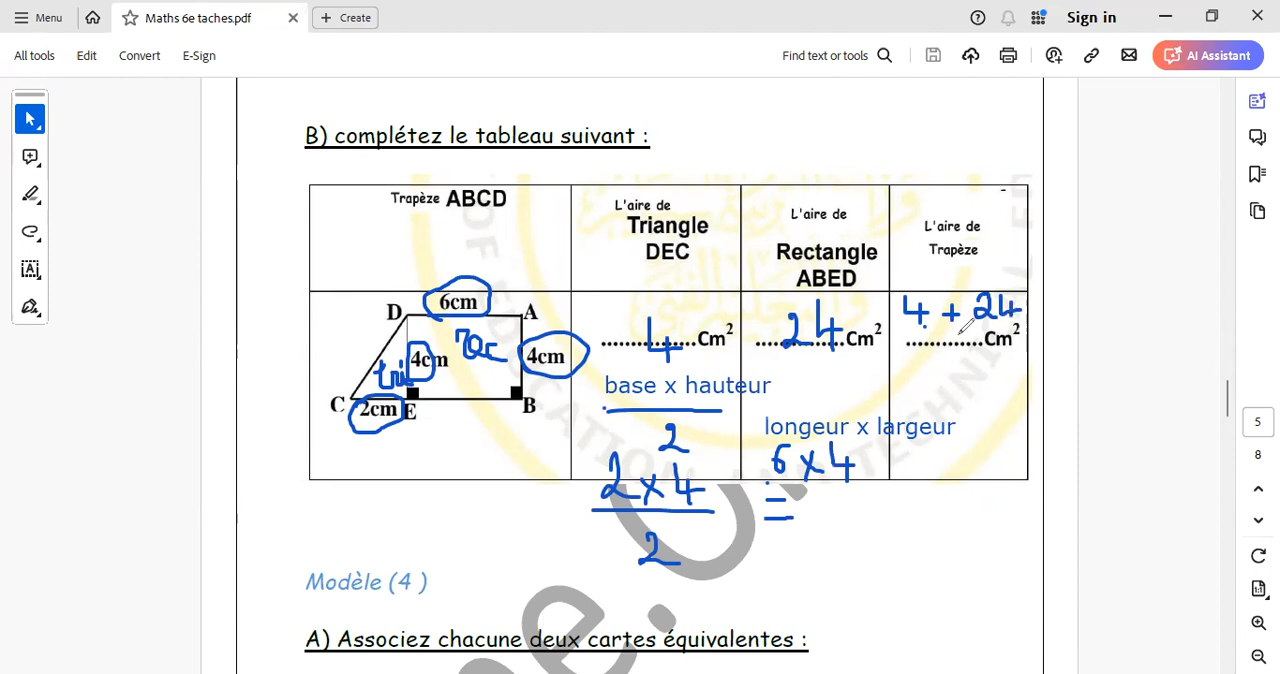 Menu
Maths 6e taches.pdf
Create
Sign in
All tools
Edit
Convert
E-Sign
Find text or tools
AI Assistant
B) complétez le tableau suivant :
Trapèze ABCD
L'aire de
Triangle
DEC
L'aire de
Rectangle
ABED
L'aire de
Trapèze
6cm
D
A
4cm
4cm
tri
C
2cm
E
B
4
....................Cm2
24
....................Cm2
4 + 24
................Cm2
base x hauteur
2
2 x 4
2
longeur x largeur
6 x 4
=
Modèle (4 )
A) Associez chacune deux cartes équivalentes :
5
8